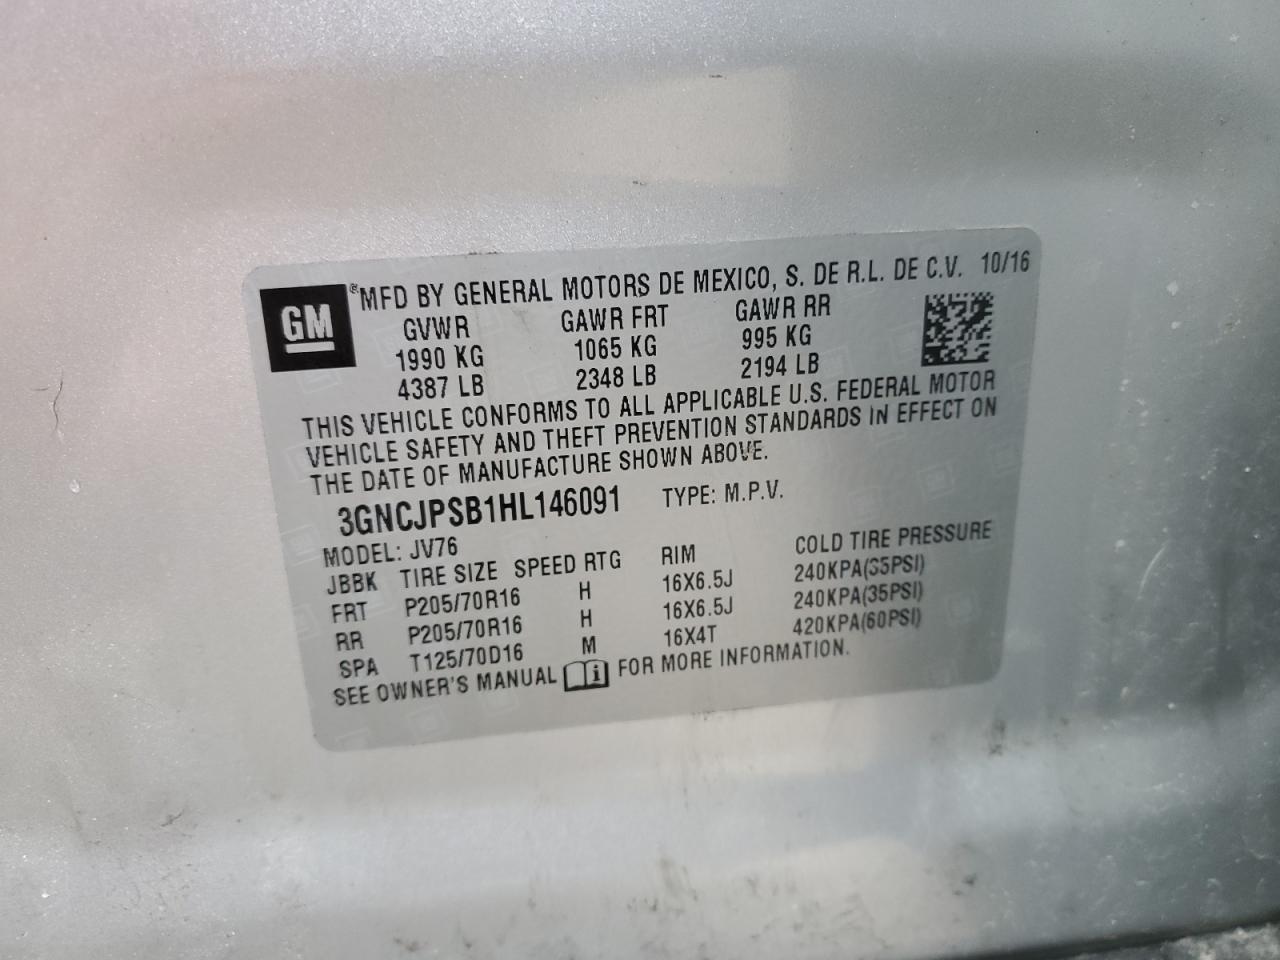 GM
® MFD BY GENERAL MOTORS DE MEXICO, S. DE R.L. DE C.V. 10/16
GVWR GAWR FRT GAWR RR
1990 KG 1065 KG 995 KG
4387 LB 2348 LB 2194 LB
THIS VEHICLE CONFORMS TO ALL APPLICABLE U.S. FEDERAL MOTOR
VEHICLE SAFETY AND THEFT PREVENTION STANDARDS IN EFFECT ON
THE DATE OF MANUFACTURE SHOWN ABOVE.
3GNCJPSB1HL146091 TYPE: M.P.V.
MODEL: JV76
JBBK TIRE SIZE SPEED RTG RIM COLD TIRE PRESSURE
FRT P205/70R16 H 16X6.5J 240KPA(35PSI)
RR P205/70R16 H 16X6.5J 240KPA(35PSI)
SPA T125/70D16 M 16X4T 420KPA(60PSI)
SEE OWNER'S MANUAL i FOR MORE INFORMATION.